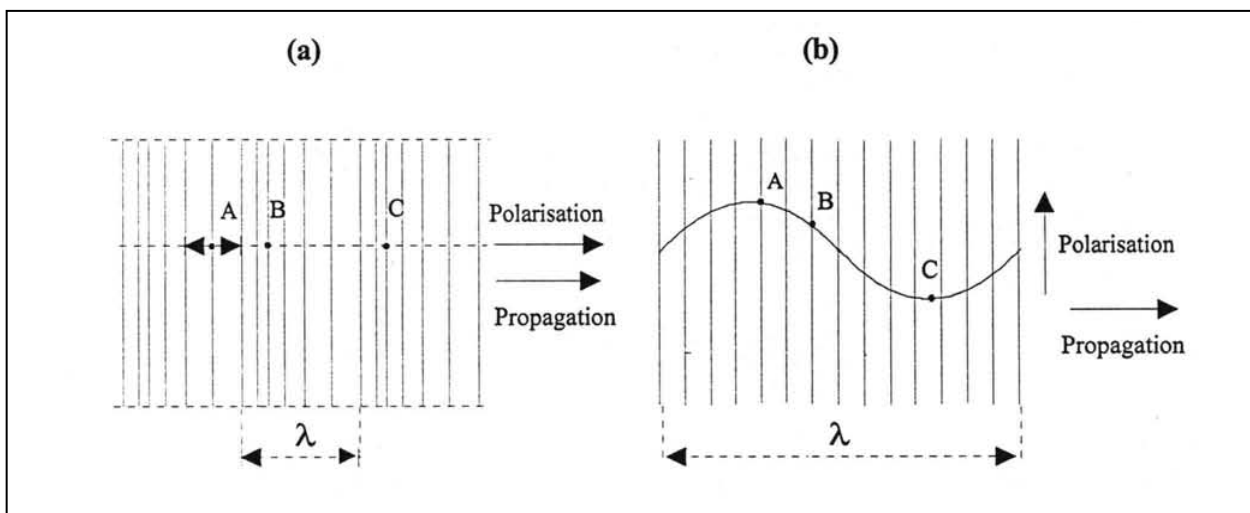 (a)
A
B
C
Polarisation
Propagation
λ
(b)
A
B
C
Polarisation
Propagation
λ